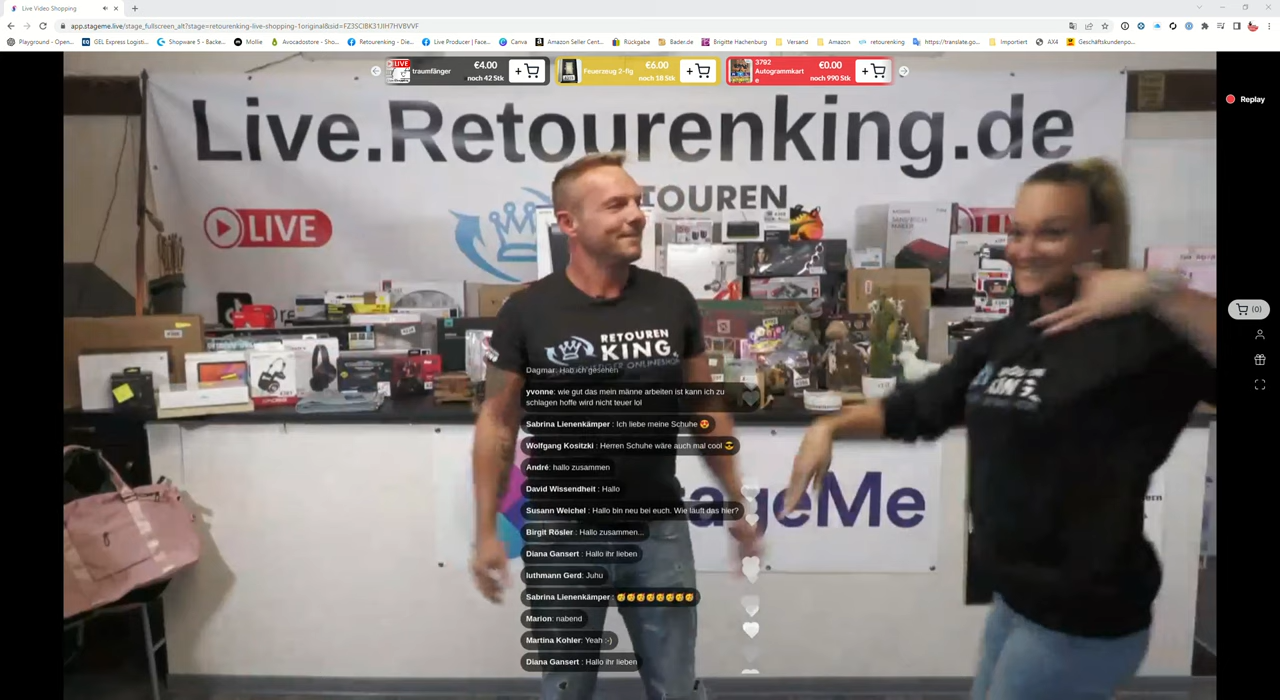 Live Video Shopping
app.stageme.live/stage_fullscreen_alt?stage=retourenking-live-shopping-1original&sid=FZ3SCIBK31JIH7HVBVVF
Playground - Open...
GEL Express Logisti...
Shopware 5 - Backe...
Mollie
Avocadostore - Sho...
Retourenking - Die...
Live Producer | Face...
Canva
Amazon Seller Cent...
Rückgabe
Bader.de
Brigitte Hachenburg
Versand
Amazon
retourenking
https://translate.go...
Importiert
AX4
Geschäftskundenpo...
LIVE
traumfänger
€4.00
noch 42 Stk
+
Feuerzeug 2-fig
€6.00
noch 18 Stk
+
3792
Autogrammkart
e
€0.00
noch 990 Stk
+
Replay
Live.Retourenking.de
TOUREN
LIVE
RETOUREN
KING.
(0)
Dagmar: Hab ich gesehen
yvonne: wie gut das mein männe arbeiten ist kann ich zu
schlagen hoffe wird nicht teuer lol
Sabrina Lienenkämper : Ich liebe meine Schuhe 😍
Wolfgang Kositzki : Herren Schuhe wäre auch mal cool 😎
André: hallo zusammen
David Wissendheit : Hallo
Susann Weichel : Hallo bin neu bei euch. Wie läuft das hier?
Birgit Rösler : Hallo zusammen...
Diana Gansert : Hallo ihr lieben
luthmann Gerd: Juhu
Sabrina Lienenkämper : 🥳🥳🥳🥳🥳🥳🥳🥳
Marion: nabend
Martina Kohler: Yeah :-)
Diana Gansert : Hallo ihr lieben
tageMe